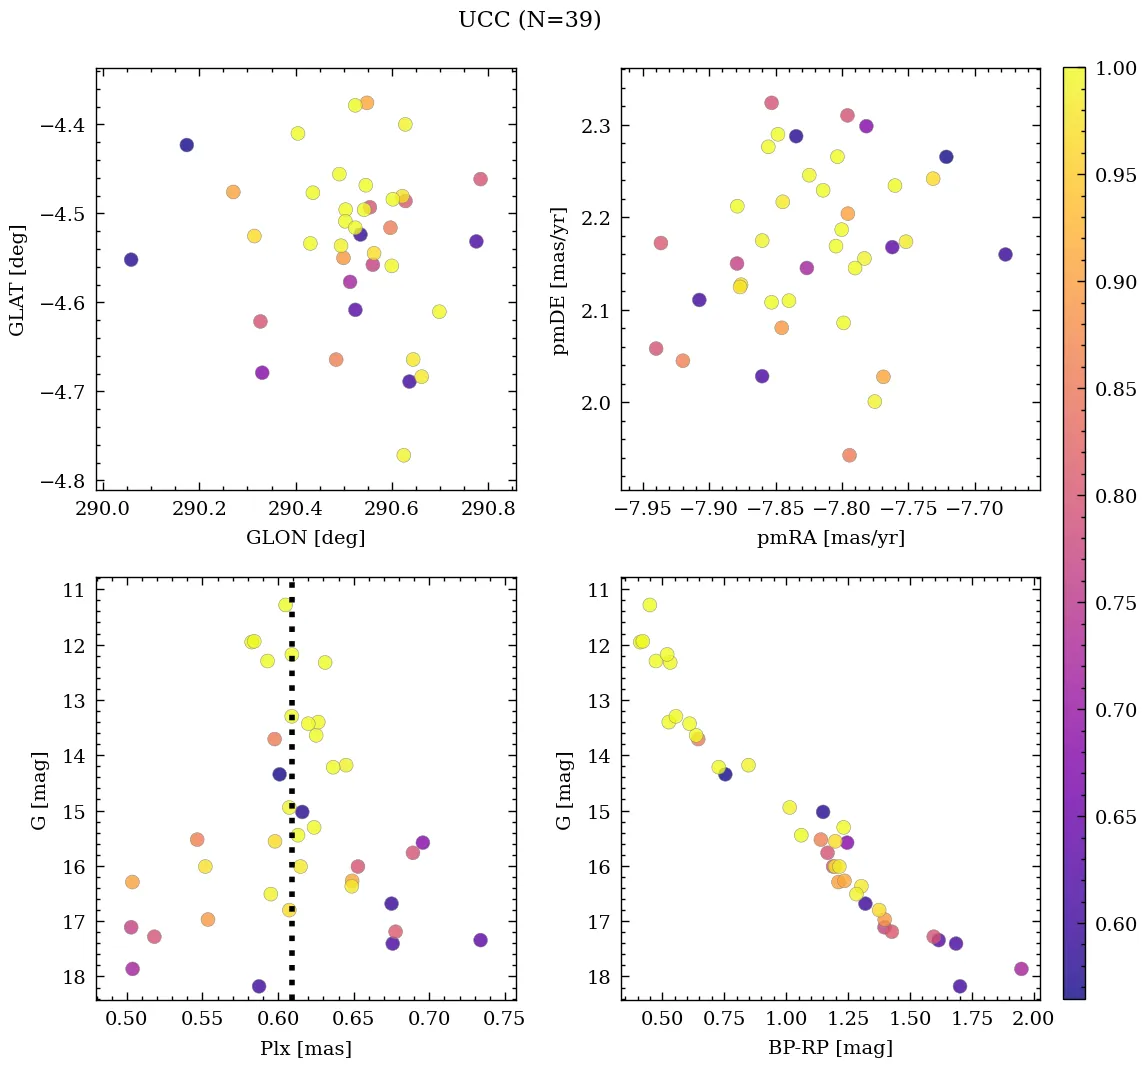 UCC (N=39)
−4.4
−4.5
−4.6
−4.7
−4.8
GLAT [deg]
290.0 290.2 290.4 290.6 290.8
GLON [deg]
2.3
2.2
2.1
2.0
pmDE [mas/yr]
−7.95 −7.90 −7.85 −7.80 −7.75 −7.70
pmRA [mas/yr]
11
12
13
14
15
16
17
18
G [mag]
0.50 0.55 0.60 0.65 0.70 0.75
Plx [mas]
11
12
13
14
15
16
17
18
G [mag]
0.50 0.75 1.00 1.25 1.50 1.75 2.00
BP-RP [mag]
1.00
0.95
0.90
0.85
0.80
0.75
0.70
0.65
0.60